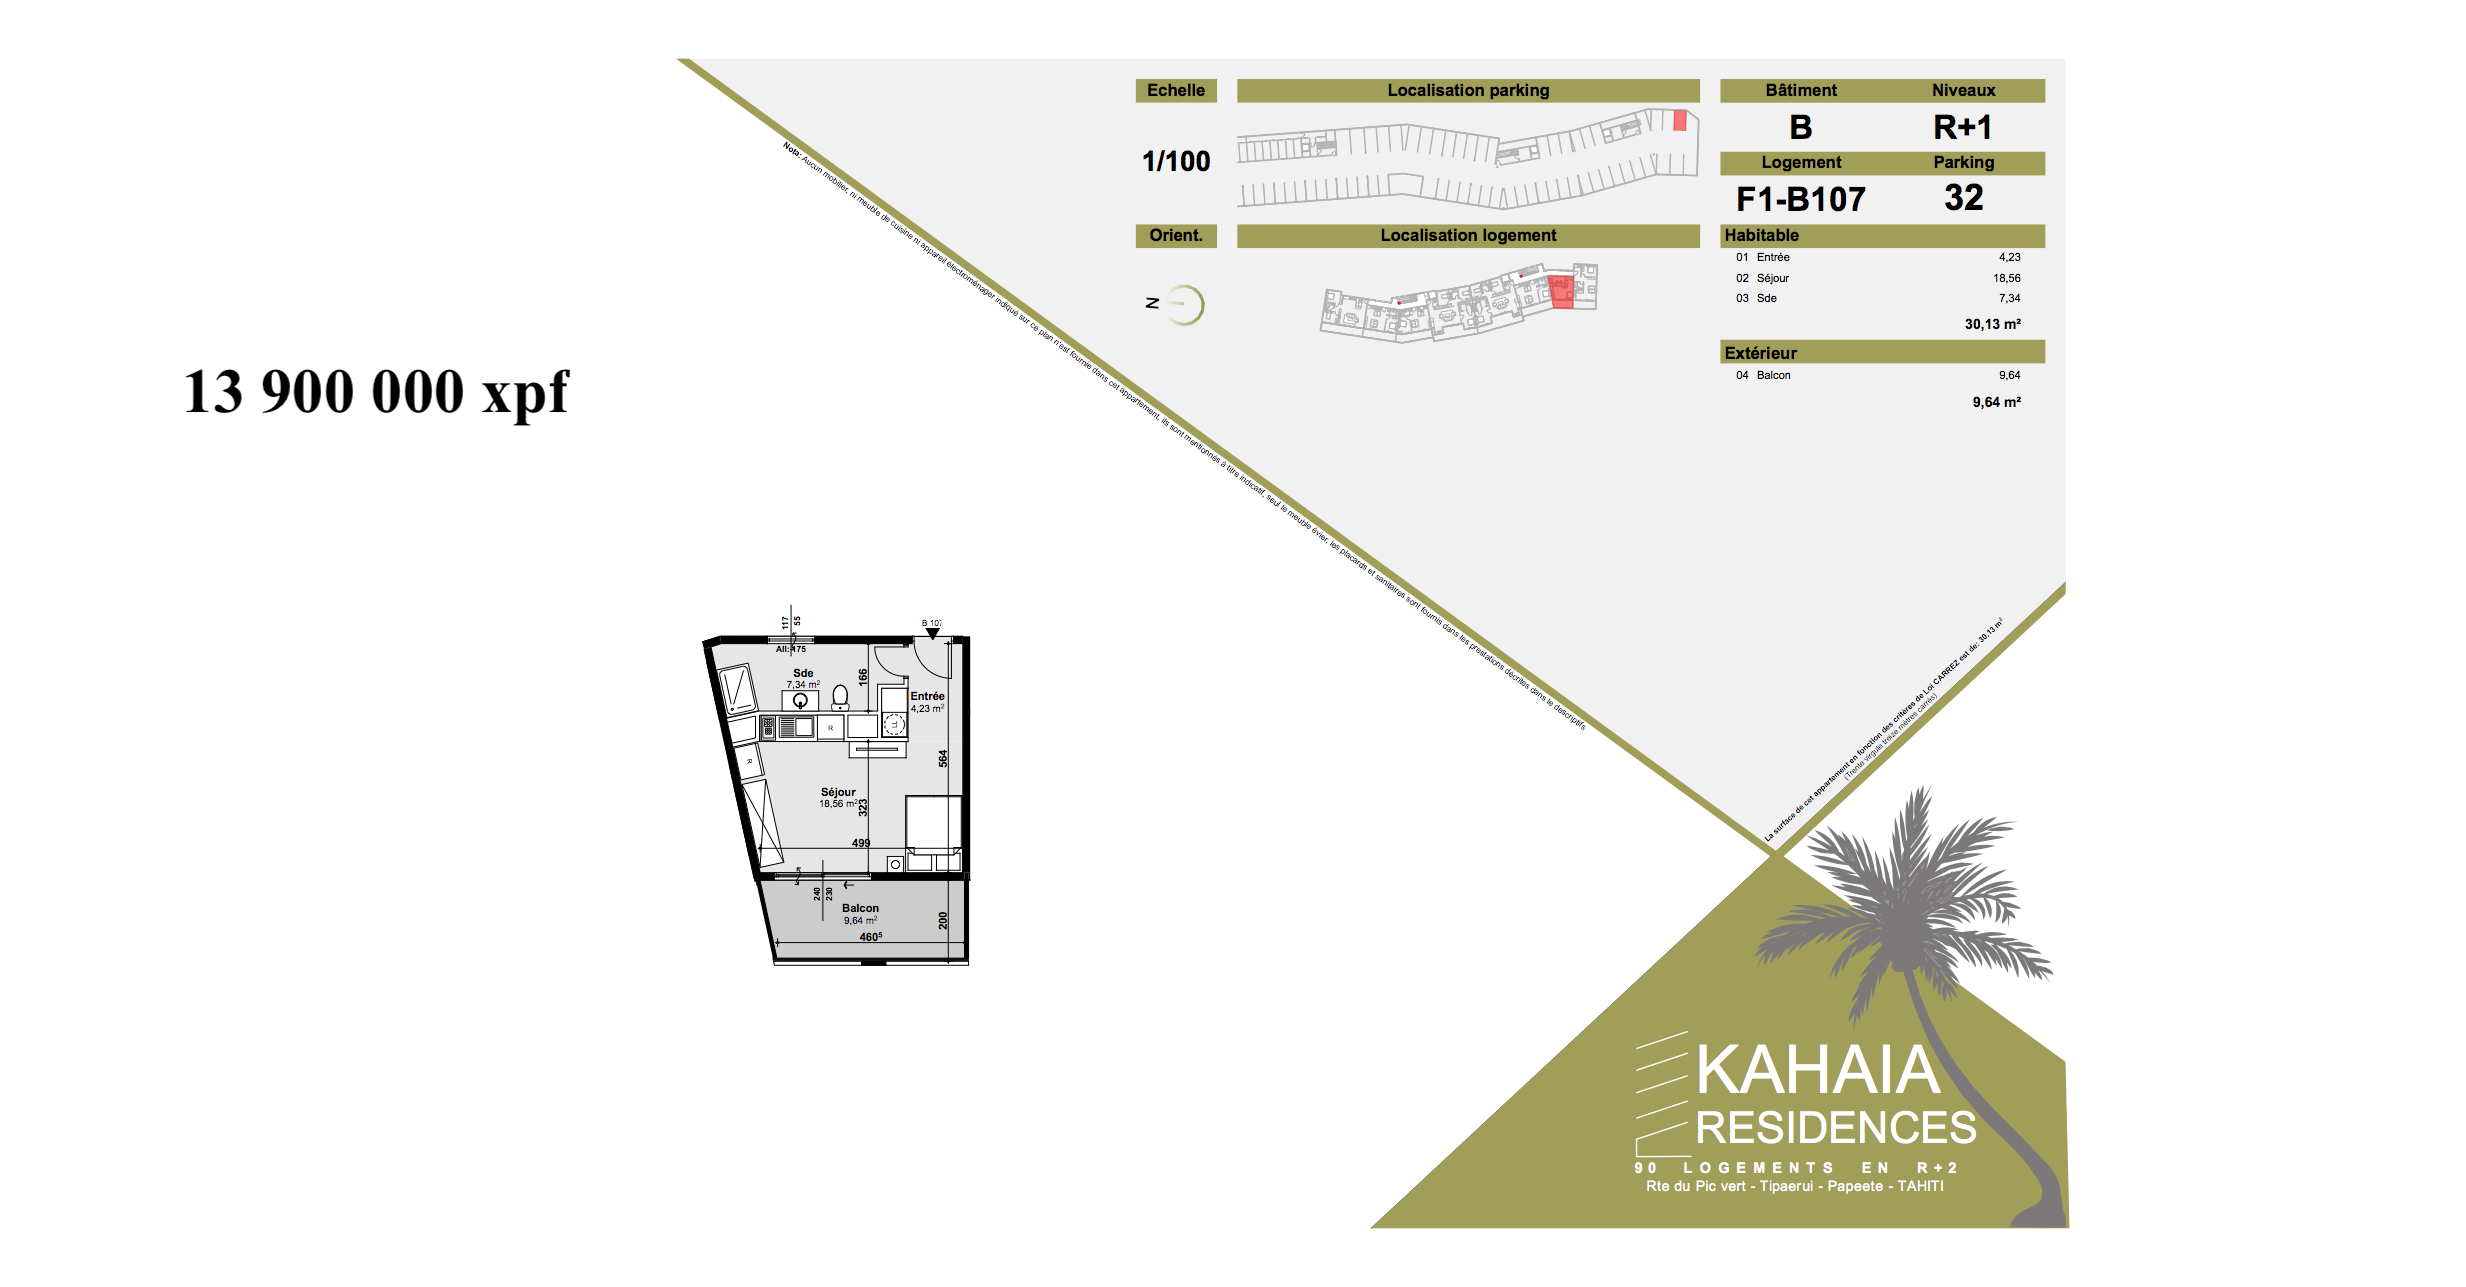 13 900 000 xpf
Echelle
1/100
Orient.
N
Localisation parking
Localisation logement
Bâtiment Niveaux
B R+1
Logement Parking
F1-B107 32
Habitable
01 Entrée 4,23
02 Séjour 18,56
03 Sde 7,34
30,13 m²
Extérieur
04 Balcon 9,64
9,64 m²
Nota: Aucun mobilier, ni meuble de cuisine ni appareil électroménager indiqué sur ce plan n'est fournie dans cet appartement, ils sont mentionnés à titre indicatif, seul le meuble évier, les placards et sanitaires sont fournis dans les prestations décrites dans le descriptifs
La surface de cet appartement en fonction des critères de Loi CARREZ est de: 30,13 m²
(Trente virgule treize mètres carrés)
117
55
All: 175
B 107
Sde
7,34 m²
166
Entrée
4,23 m²
R
TT
R
564
Séjour
18,56 m²
323
499
240
230
Balcon
9,64 m²
200
460⁵
KAHAIA
RESIDENCES
90 LOGEMENTS EN R+2
Rte du Pic vert - Tipaerui - Papeete - TAHITI